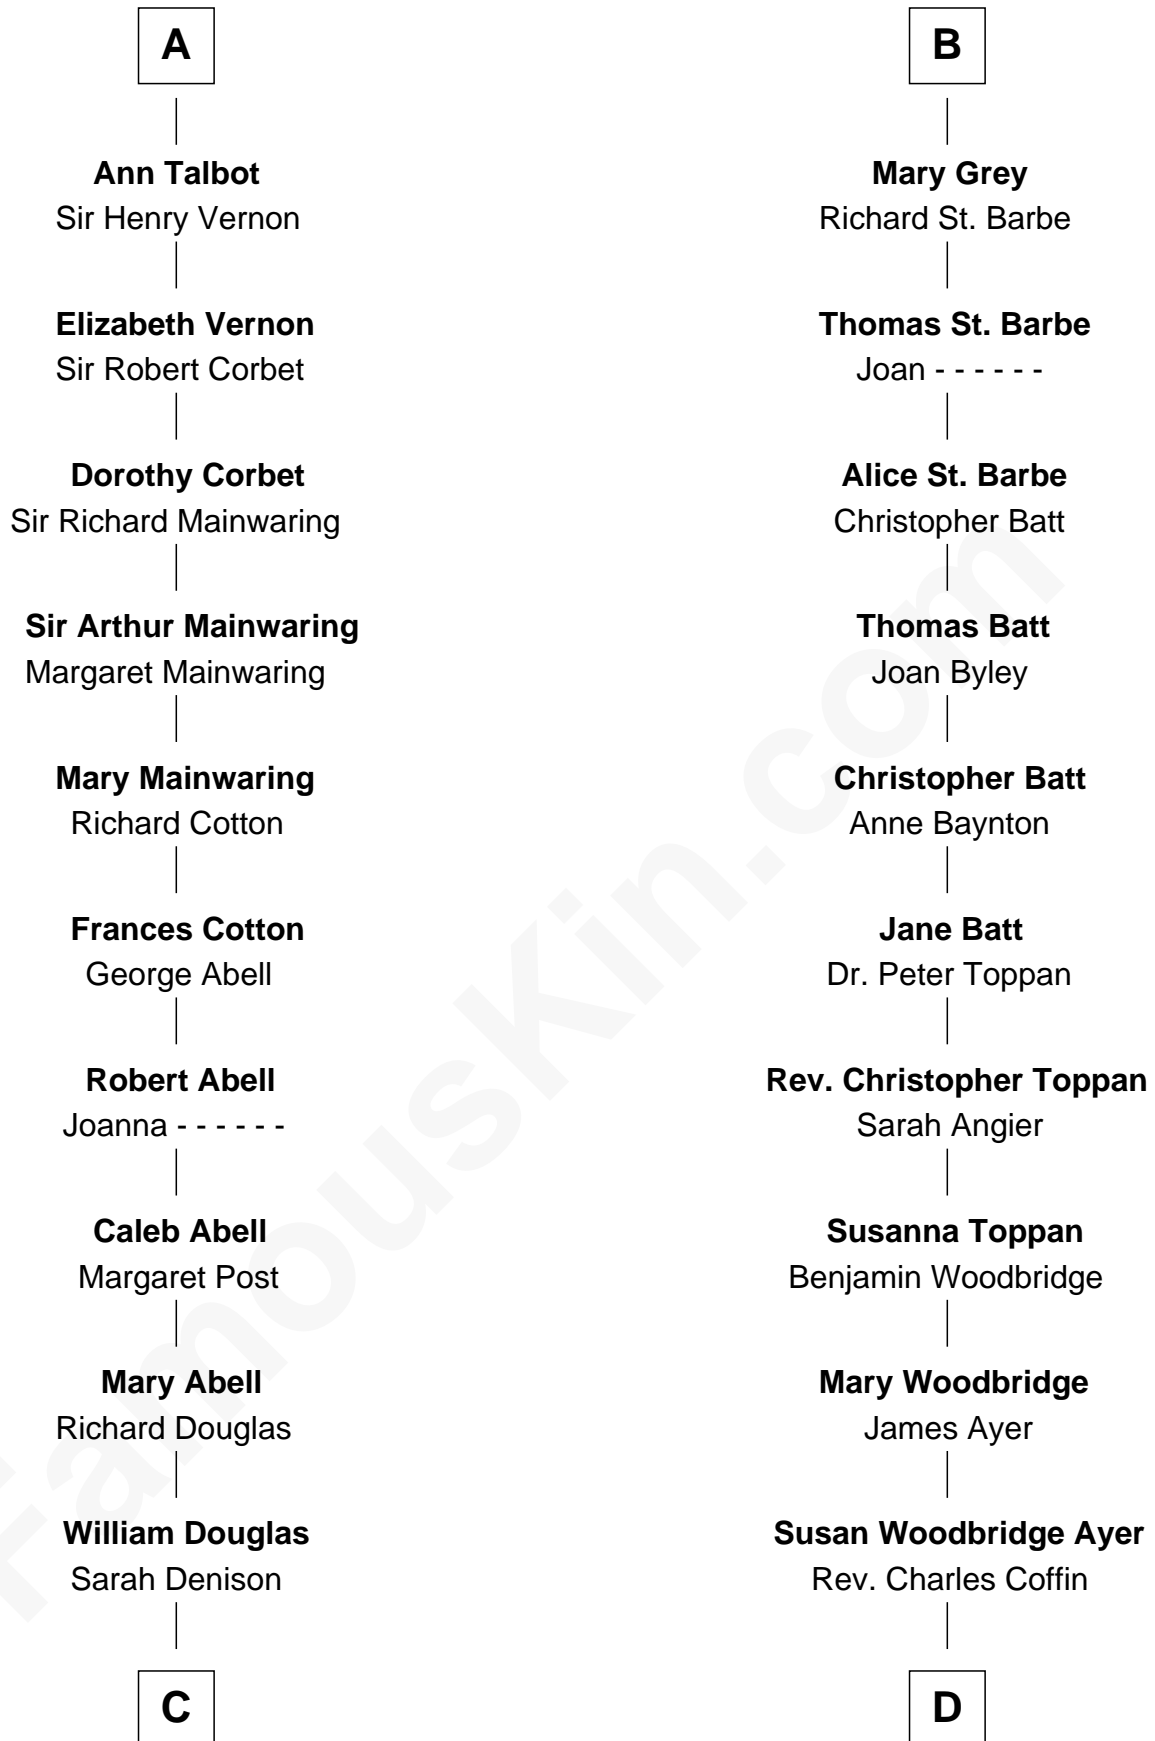 A
Ann Talbot
Sir Henry Vernon
Elizabeth Vernon
Sir Robert Corbet
Dorothy Corbet
Sir Richard Mainwaring
Sir Arthur Mainwaring
Margaret Mainwaring
Mary Mainwaring
Richard Cotton
Frances Cotton
George Abell
Robert Abell
Joanna - - - - - -
Caleb Abell
Margaret Post
Mary Abell
Richard Douglas
William Douglas
Sarah Denison
C
B
Mary Grey
Richard St. Barbe
Thomas St. Barbe
Joan - - - - - -
Alice St. Barbe
Christopher Batt
Thomas Batt
Joan Byley
Christopher Batt
Anne Baynton
Jane Batt
Dr. Peter Toppan
Rev. Christopher Toppan
Sarah Angier
Susanna Toppan
Benjamin Woodbridge
Mary Woodbridge
James Ayer
Susan Woodbridge Ayer
Rev. Charles Coffin
D
FamousKin.com